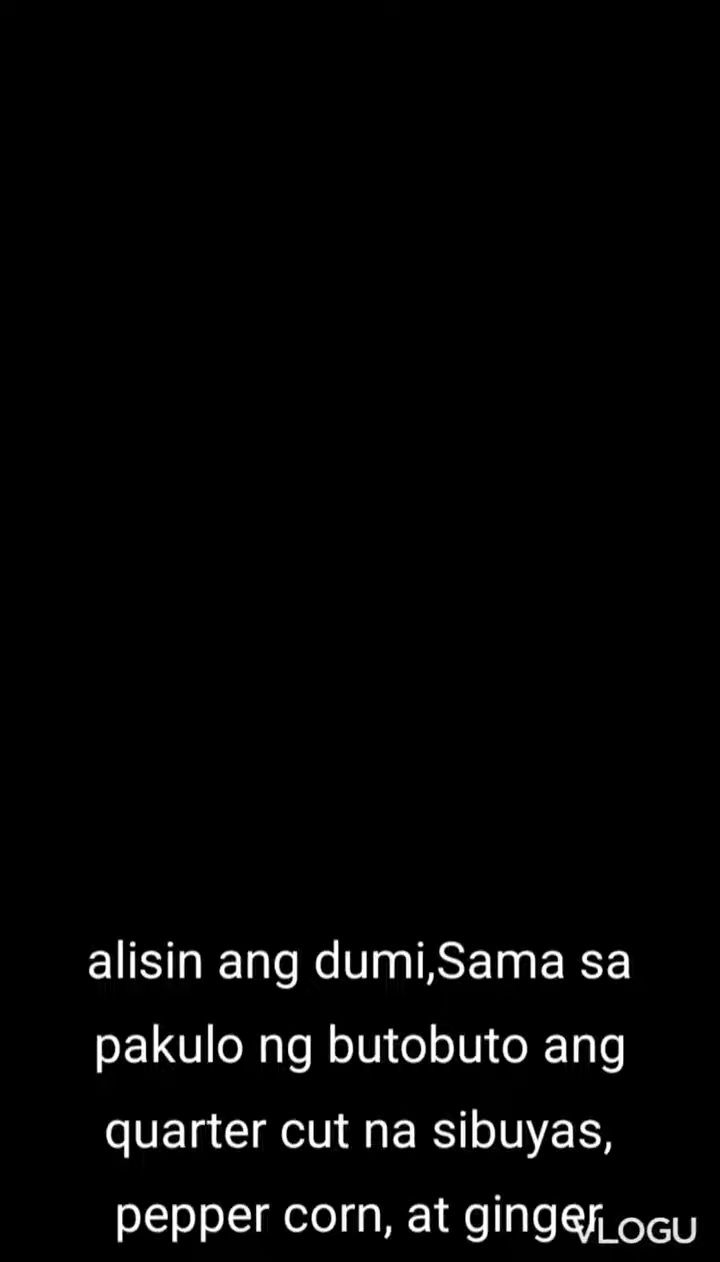 alisin ang dumi,Sama sa
pakulo ng butobuto ang
quarter cut na sibuyas,
pepper corn, at ginger
VLOGU